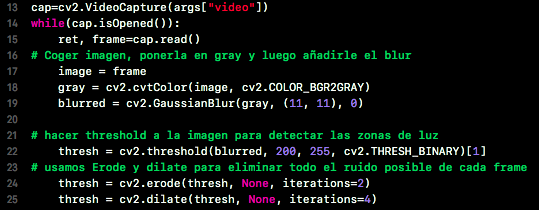 13 cap=cv2.VideoCapture(args["video"])
14 while(cap.isOpened()):
15     ret, frame=cap.read()
16 # Coger imagen, ponerla en gray y luego añadirle el blur
17     image = frame
18     gray = cv2.cvtColor(image, cv2.COLOR_BGR2GRAY)
19     blurred = cv2.GaussianBlur(gray, (11, 11), 0)
20
21 # hacer threshold a la imagen para detectar las zonas de luz
22     thresh = cv2.threshold(blurred, 200, 255, cv2.THRESH_BINARY)[1]
23 # usamos Erode y dilate para eliminar todo el ruido posible de cada frame
24     thresh = cv2.erode(thresh, None, iterations=2)
25     thresh = cv2.dilate(thresh, None, iterations=4)